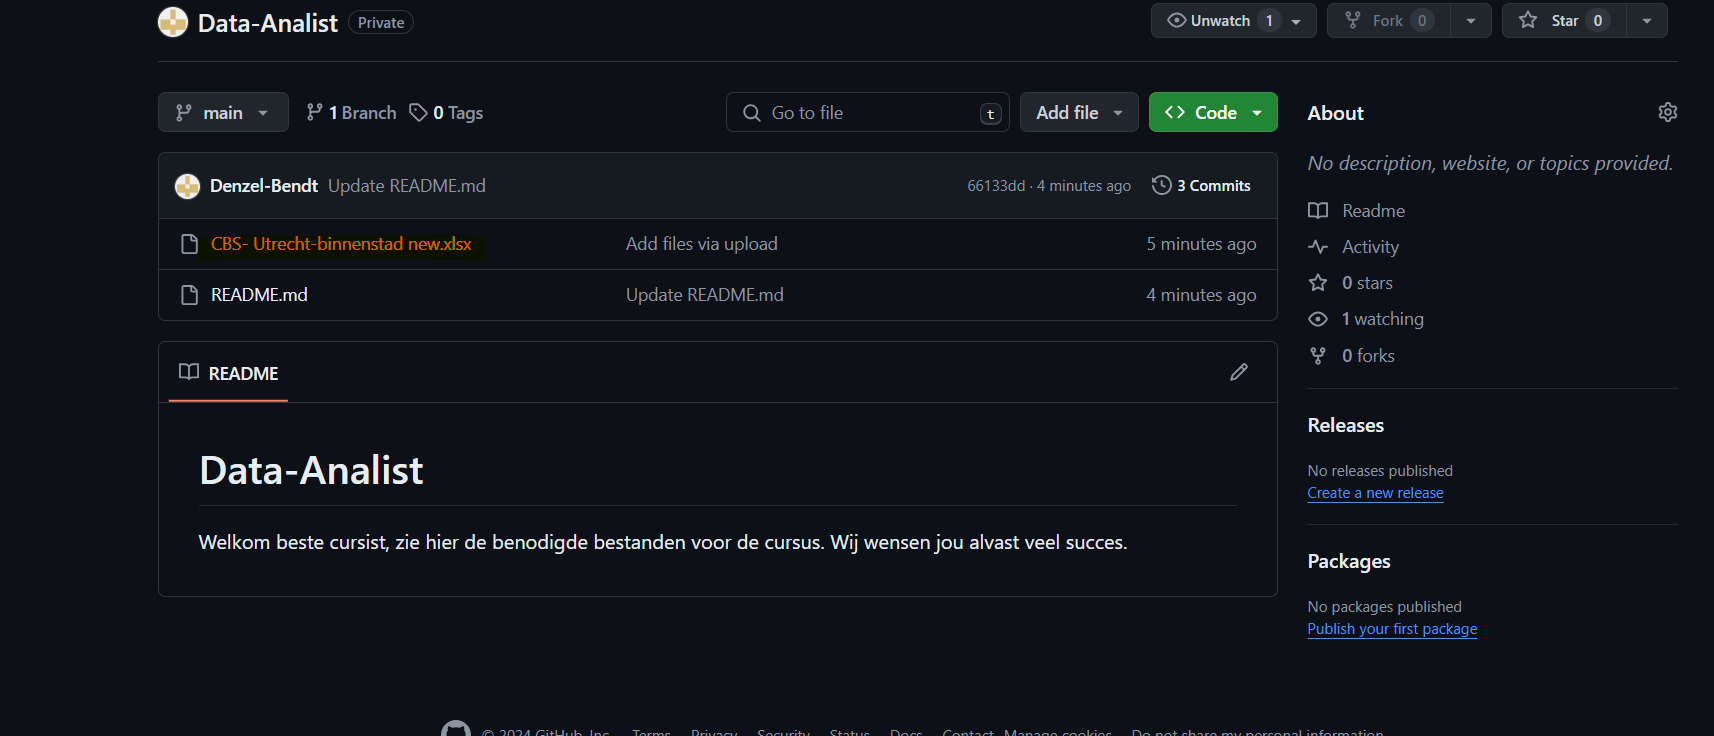 Data-Analist Private
Unwatch 1
Fork 0
Star 0
main
1 Branch
0 Tags
Go to file t
Add file
Code
Denzel-Bendt Update README.md 66133dd · 4 minutes ago 3 Commits
CBS- Utrecht-binnenstad new.xlsx Add files via upload 5 minutes ago
README.md Update README.md 4 minutes ago
README
Data-Analist
Welkom beste cursist, zie hier de benodigde bestanden voor de cursus. Wij wensen jou alvast veel succes.
About
No description, website, or topics provided.
Readme
Activity
0 stars
1 watching
0 forks
Releases
No releases published
Create a new release
Packages
No packages published
Publish your first package
© 2024 GitHub, Inc. Terms Privacy Security Status Docs Contact Manage cookies Do not share my personal information